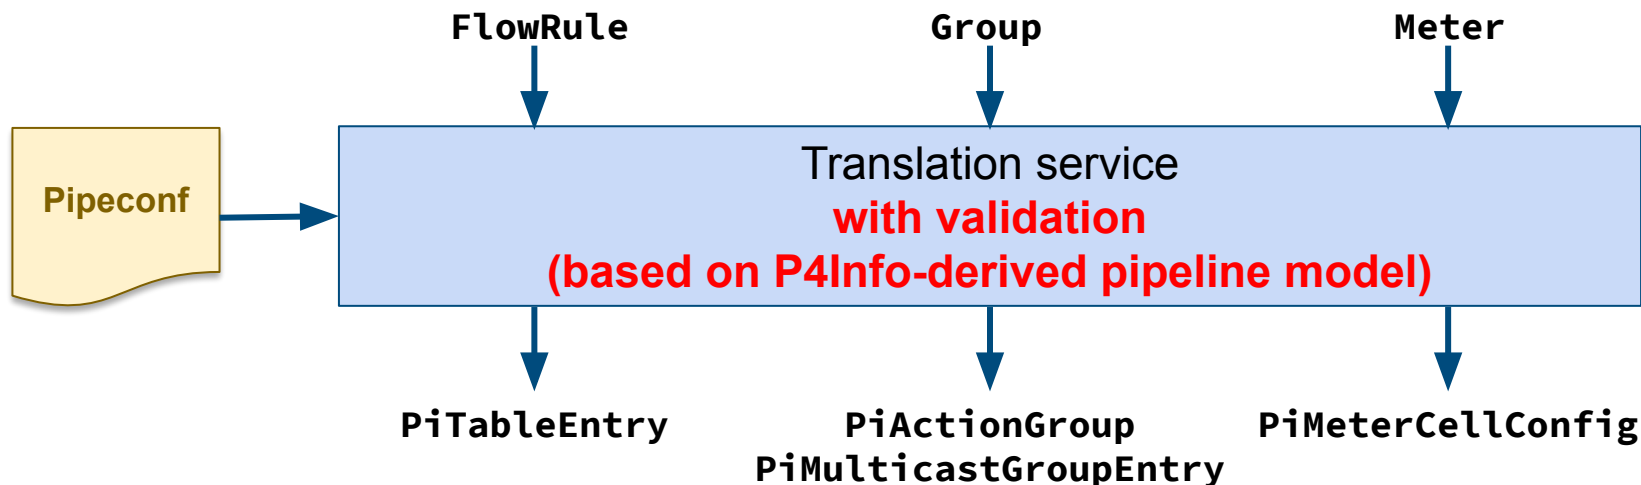 FlowRule
Group
Meter
Pipeconf
Translation service
with validation
(based on P4Info-derived pipeline model)
PiTableEntry
PiActionGroup
PiMulticastGroupEntry
PiMeterCellConfig